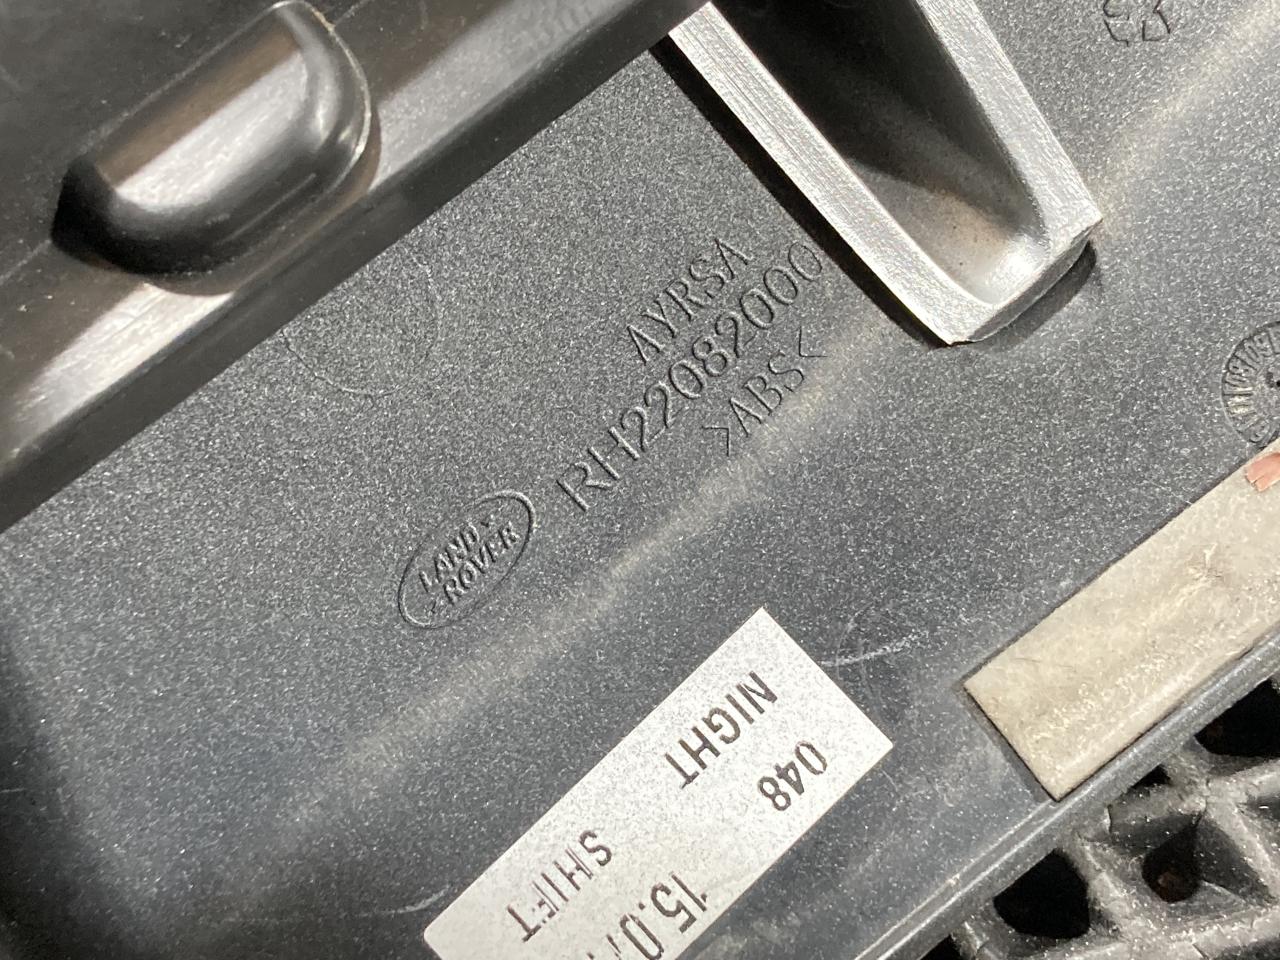 AYRSA
RH22082000
>ABS<
LAND
ROVER
NIGHT
048
SHIFT
15.0